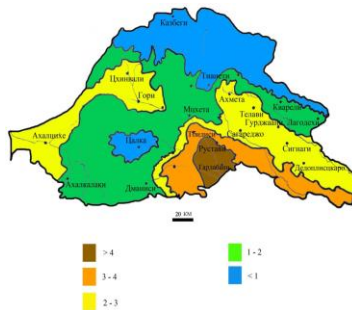 Казбеги
Цхинвали
Гори
Тианети
Ахмета
Мцхета
Телави
Кварели
Гурджаани
Лагодехи
Ахалцихе
Цалка
Тбилиси
Сагареджо
Рустави
Сигнаги
Гардабани
Ахалкалаки
Дманиси
Дедоплисцкаро
20 км
> 4
3 - 4
2 - 3
1 - 2
< 1